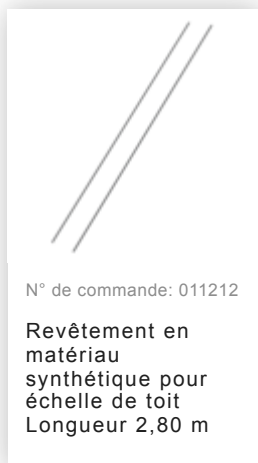 N° de commande: 011212
Revêtement en
matériau
synthétique pour
échelle de toit
Longueur 2,80 m